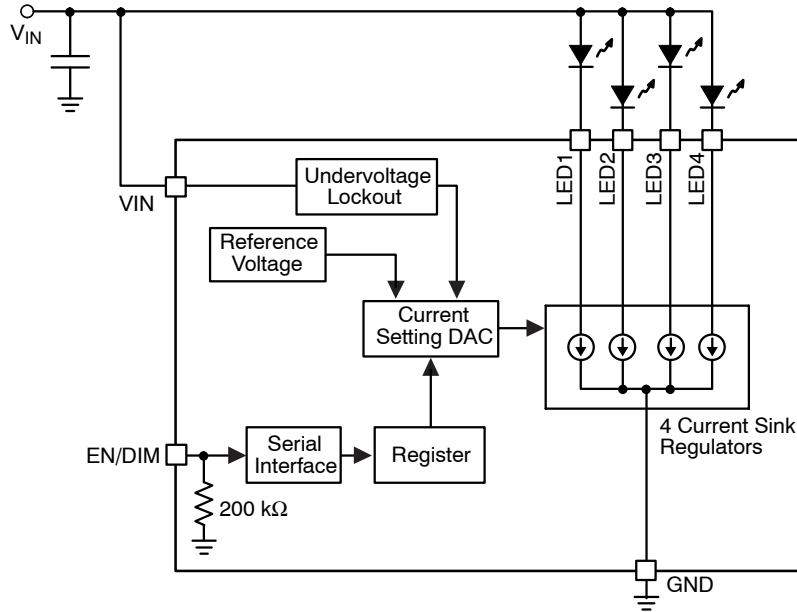 VIN
LED1
LED2
LED3
LED4
VIN
Undervoltage
Lockout
Reference
Voltage
Current
Setting DAC
4 Current Sink
Regulators
EN/DIM
Serial
Interface
Register
200 kΩ
GND